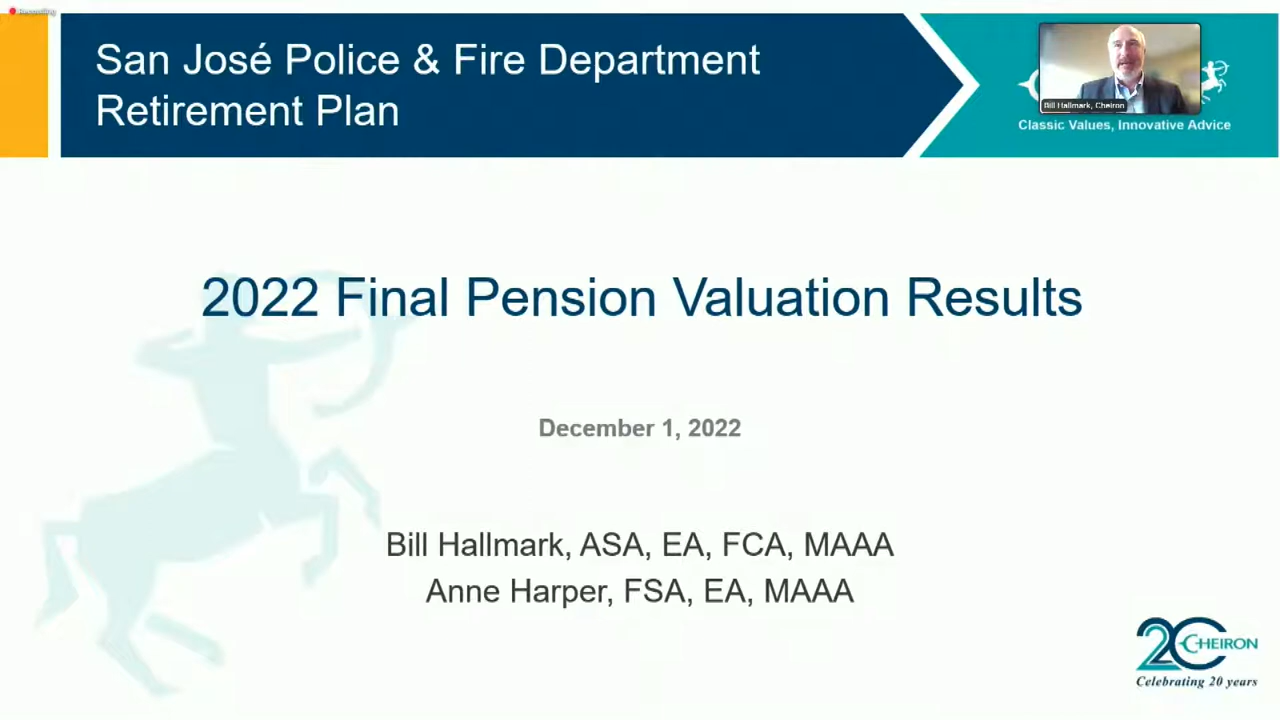 Recording
San José Police & Fire Department
Retirement Plan
Bill Hallmark, Cheiron
Classic Values, Innovative Advice
2022 Final Pension Valuation Results
December 1, 2022
Bill Hallmark, ASA, EA, FCA, MAAA
Anne Harper, FSA, EA, MAAA
20 CHEIRON
Celebrating 20 years